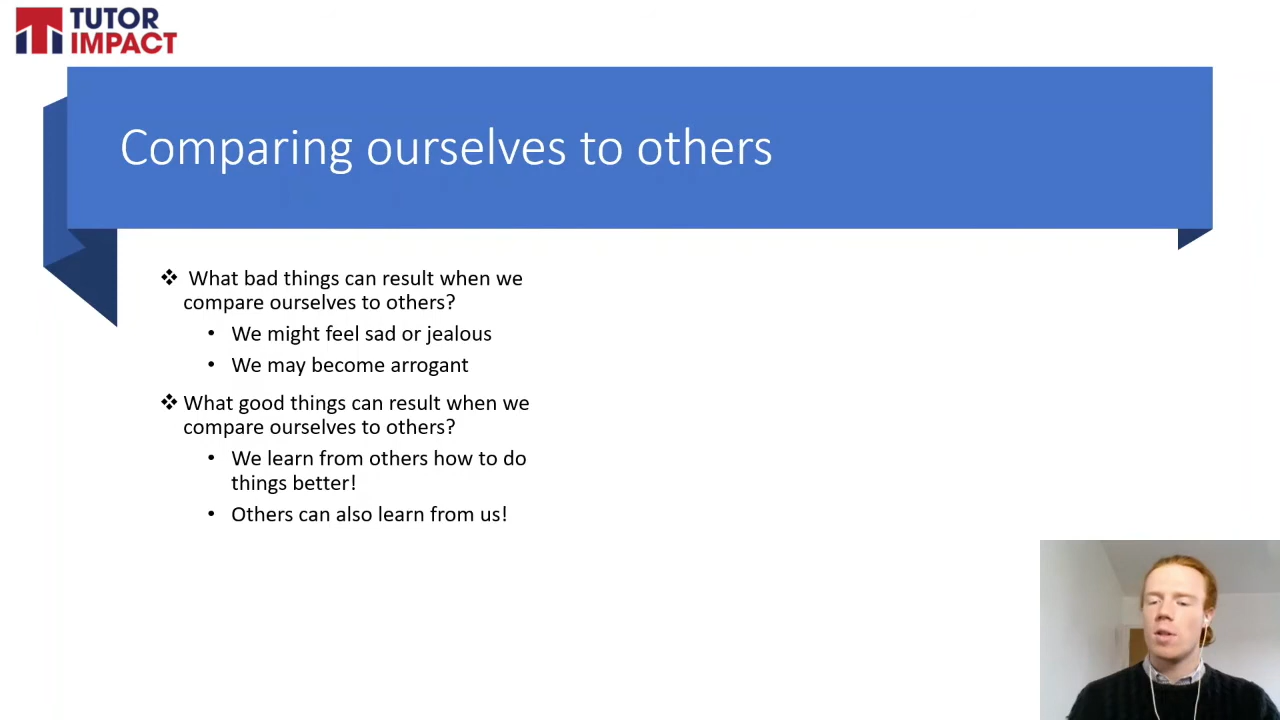 TUTOR
IMPACT
Comparing ourselves to others
❖ What bad things can result when we
compare ourselves to others?
• We might feel sad or jealous
• We may become arrogant
❖ What good things can result when we
compare ourselves to others?
• We learn from others how to do
things better!
• Others can also learn from us!